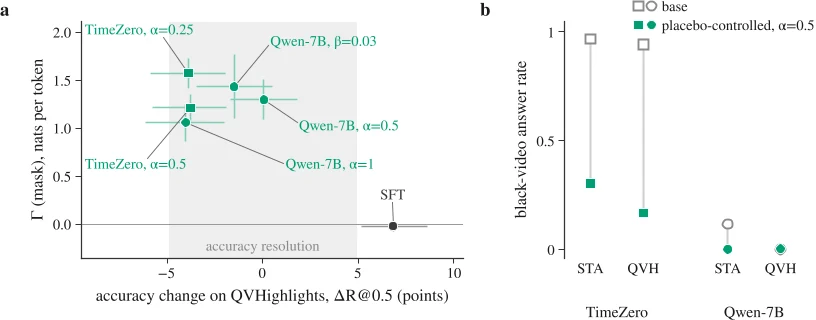 a
Γ (mask), nats per token
2.0
1.5
1.0
0.5
0.0
TimeZero, α=0.25
Qwen-7B, β=0.03
Qwen-7B, α=0.5
TimeZero, α=0.5
Qwen-7B, α=1
SFT
accuracy resolution
−5
0
5
10
accuracy change on QVHighlights, ΔR@0.5 (points)
b
base
placebo-controlled, α=0.5
black-video answer rate
1
0.5
0
STA
QVH
STA
QVH
TimeZero
Qwen-7B